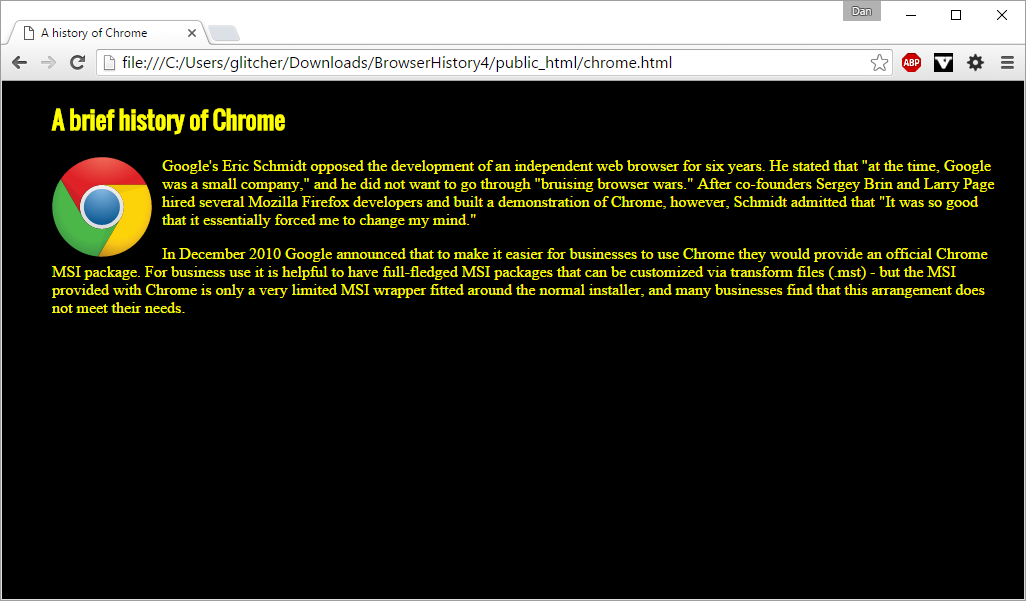 Dan
A history of Chrome
file:///C:/Users/glitcher/Downloads/BrowserHistory4/public_html/chrome.html
ABP
A brief history of Chrome
Google's Eric Schmidt opposed the development of an independent web browser for six years. He stated that "at the time, Google
was a small company," and he did not want to go through "bruising browser wars." After co-founders Sergey Brin and Larry Page
hired several Mozilla Firefox developers and built a demonstration of Chrome, however, Schmidt admitted that "It was so good
that it essentially forced me to change my mind."
In December 2010 Google announced that to make it easier for businesses to use Chrome they would provide an official Chrome
MSI package. For business use it is helpful to have full-fledged MSI packages that can be customized via transform files (.mst) - but the MSI
provided with Chrome is only a very limited MSI wrapper fitted around the normal installer, and many businesses find that this arrangement does
not meet their needs.